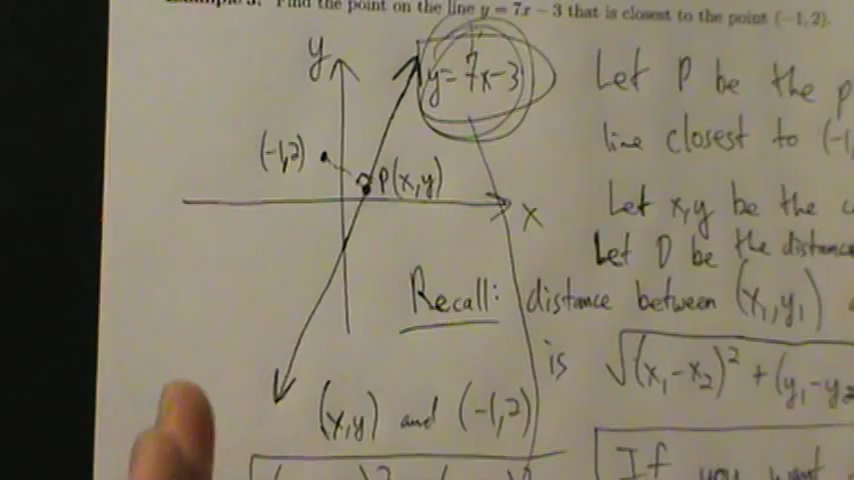 Find the point on the line y = 7x − 3 that is closest to the point (−1, 2).
y
y=7x-3
(-1,2)
P(x,y)
x
Let P be the
line closest to
Let x,y be the
Let D be the distance
Recall: distance between (x₁,y₁)
is √(x₁-x₂)² + (y₁-y₂
(x,y) and (-1,2)
If you want